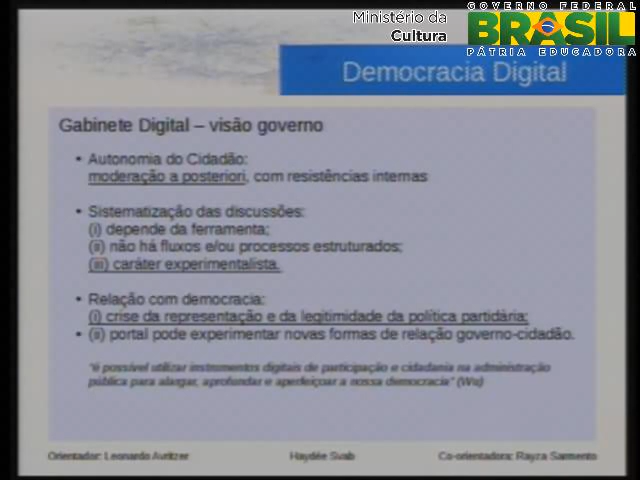 Ministério da
Cultura
GOVERNO FEDERAL
BRASIL
PÁTRIA EDUCADORA
Democracia Digital
Gabinete Digital – visão governo
• Autonomia do Cidadão:
moderação a posteriori, com resistências internas
• Sistematização das discussões:
(i) depende da ferramenta;
(ii) não há fluxos e/ou processos estruturados;
(iii) caráter experimentalista.
• Relação com democracia:
(i) crise da representação e da legitimidade da política partidária;
• (ii) portal pode experimentar novas formas de relação governo-cidadão.
"é possível utilizar instrumentos digitais de participação e cidadania na administração
pública para alargar, aprofundar e aperfeiçoar a nossa democracia" (Wu)
Orientador: Leonardo Avritzer
Haydée Svab
Co-orientadora: Rayza Sarmento